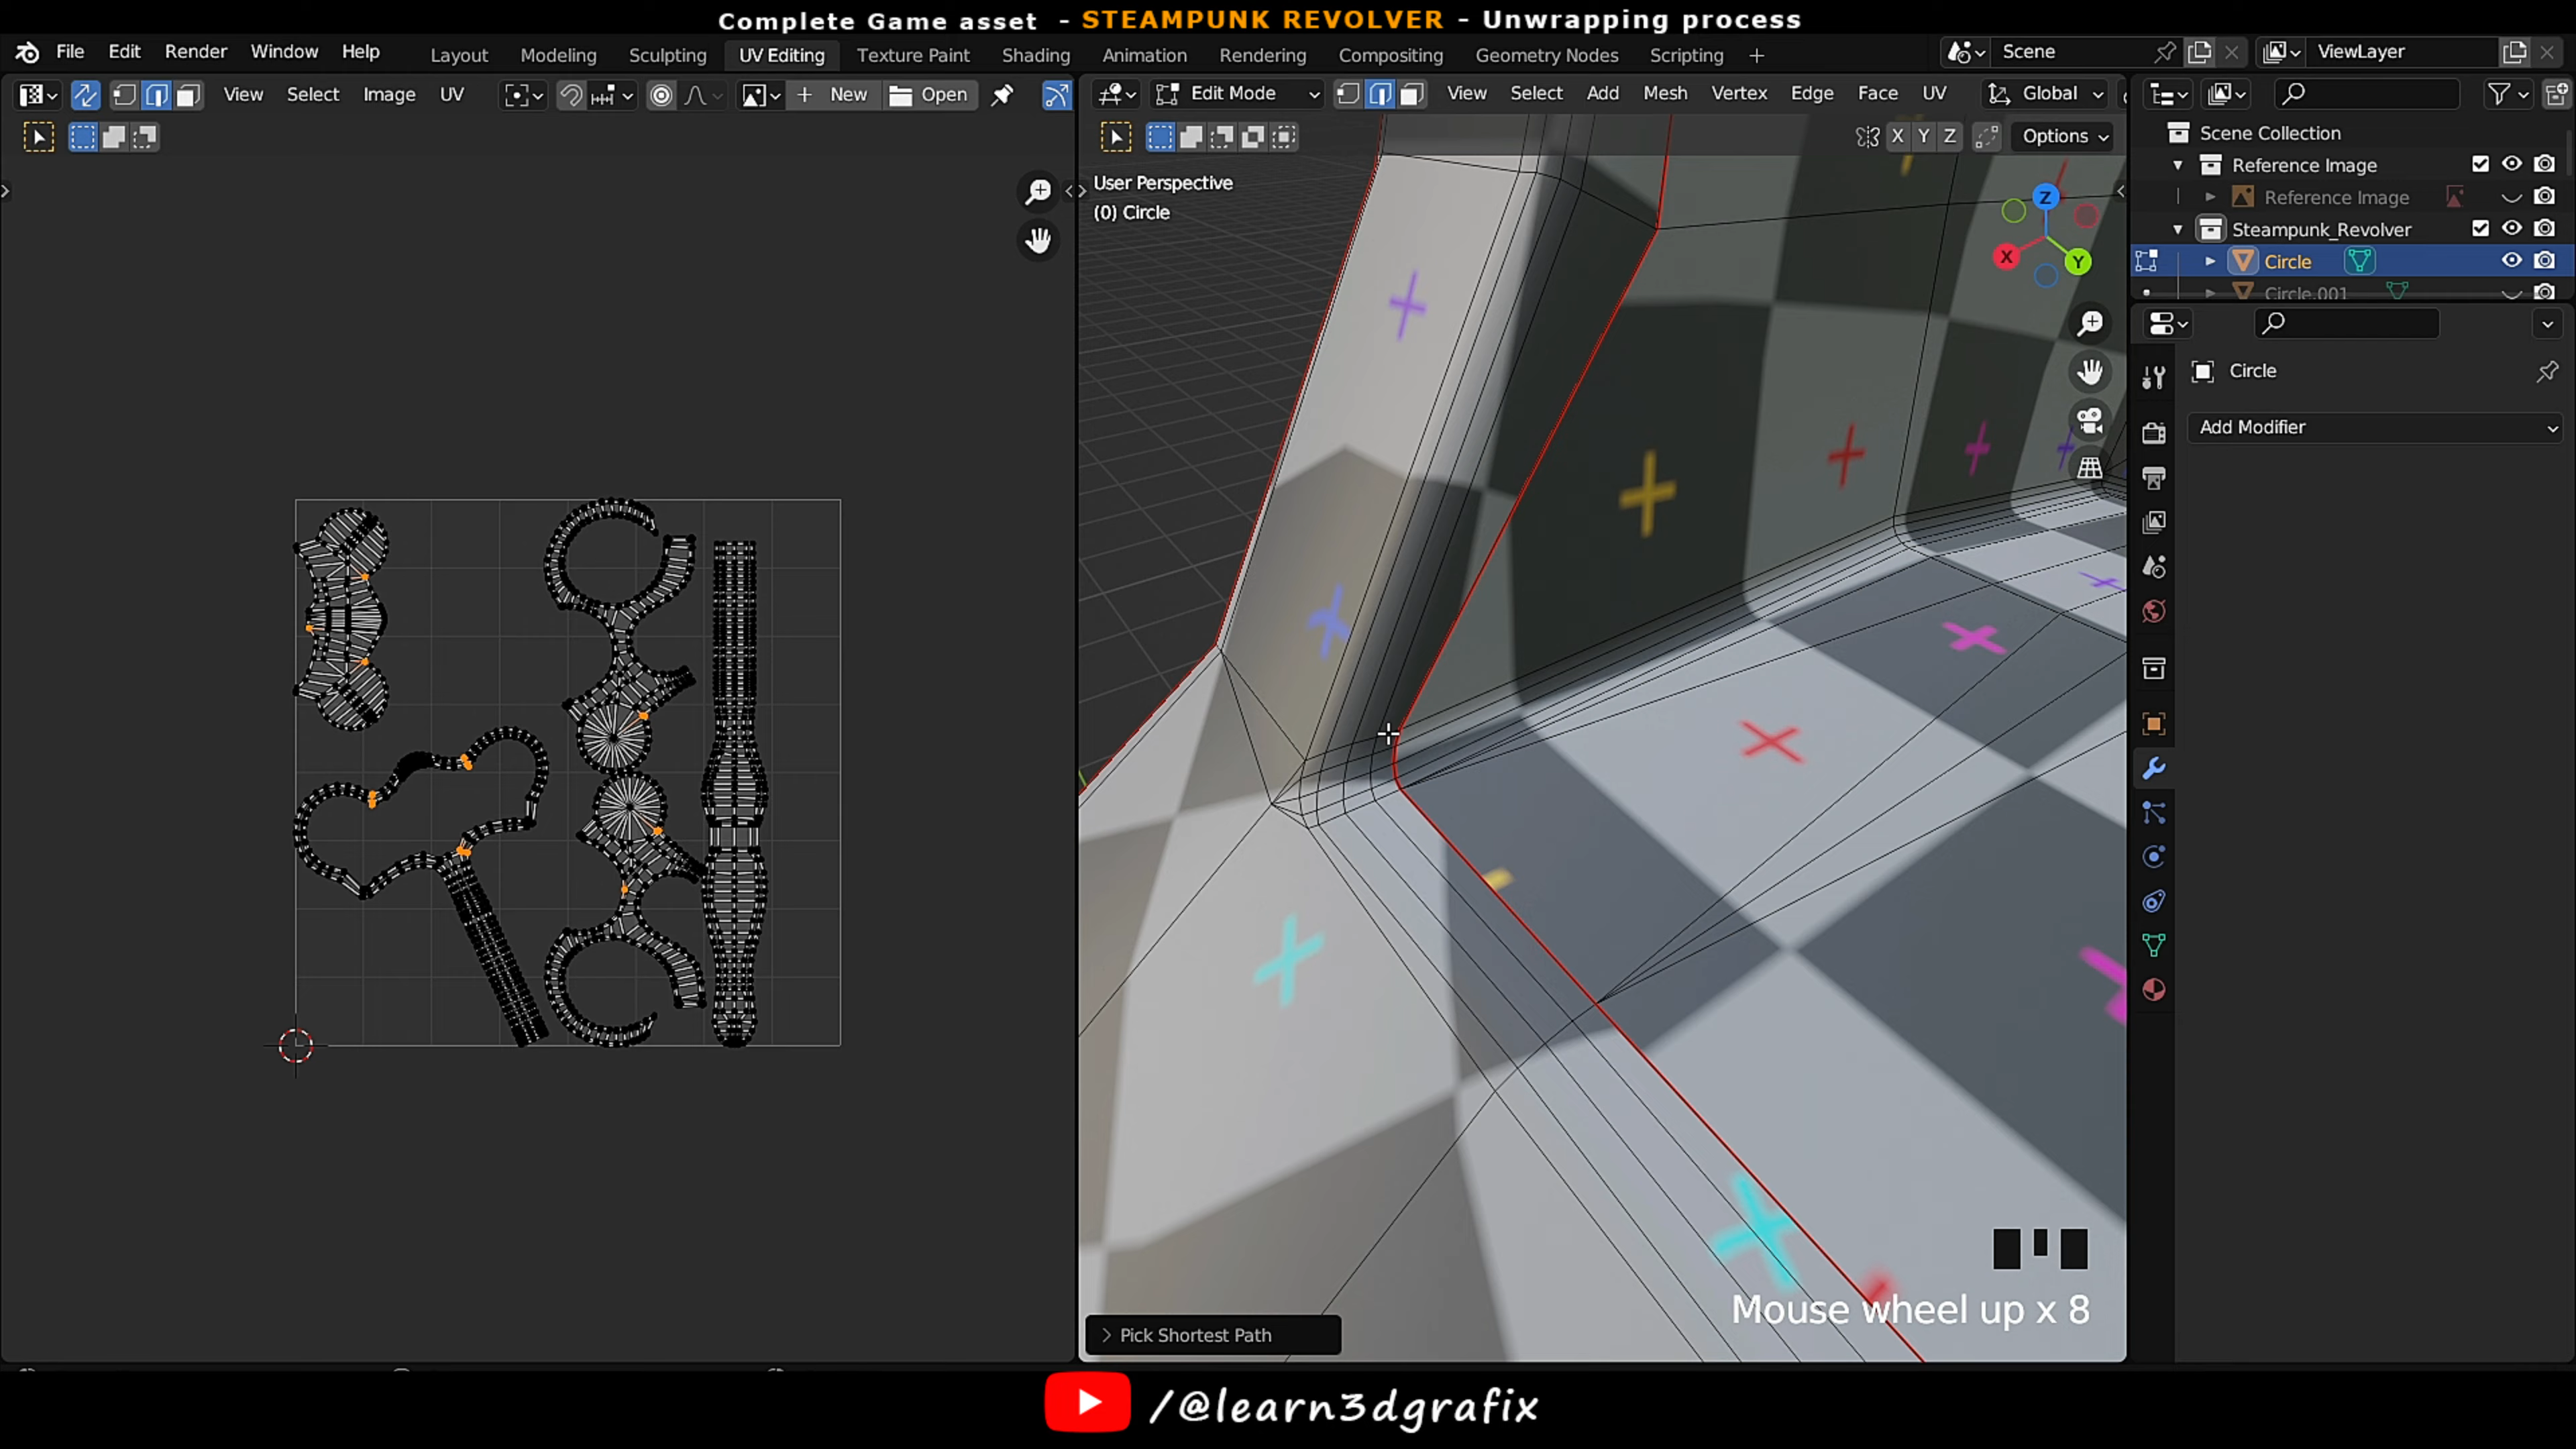 Complete Game asset - STEAMPUNK REVOLVER - Unwrapping process
File Edit Render Window Help Layout Modeling Sculpting UV Editing Texture Paint Shading Animation Rendering Compositing Geometry Nodes Scripting + Scene ViewLayer
View Select Image UV New Open Edit Mode View Select Add Mesh Vertex Edge Face UV Global
X Y Z Options
Scene Collection
Reference Image
Reference Image
Steampunk_Revolver
Circle
Circle.001
User Perspective
(0) Circle
Z
X
Y
Circle
Add Modifier
Mouse wheel up x 8
Pick Shortest Path
/@learn3dgrafix